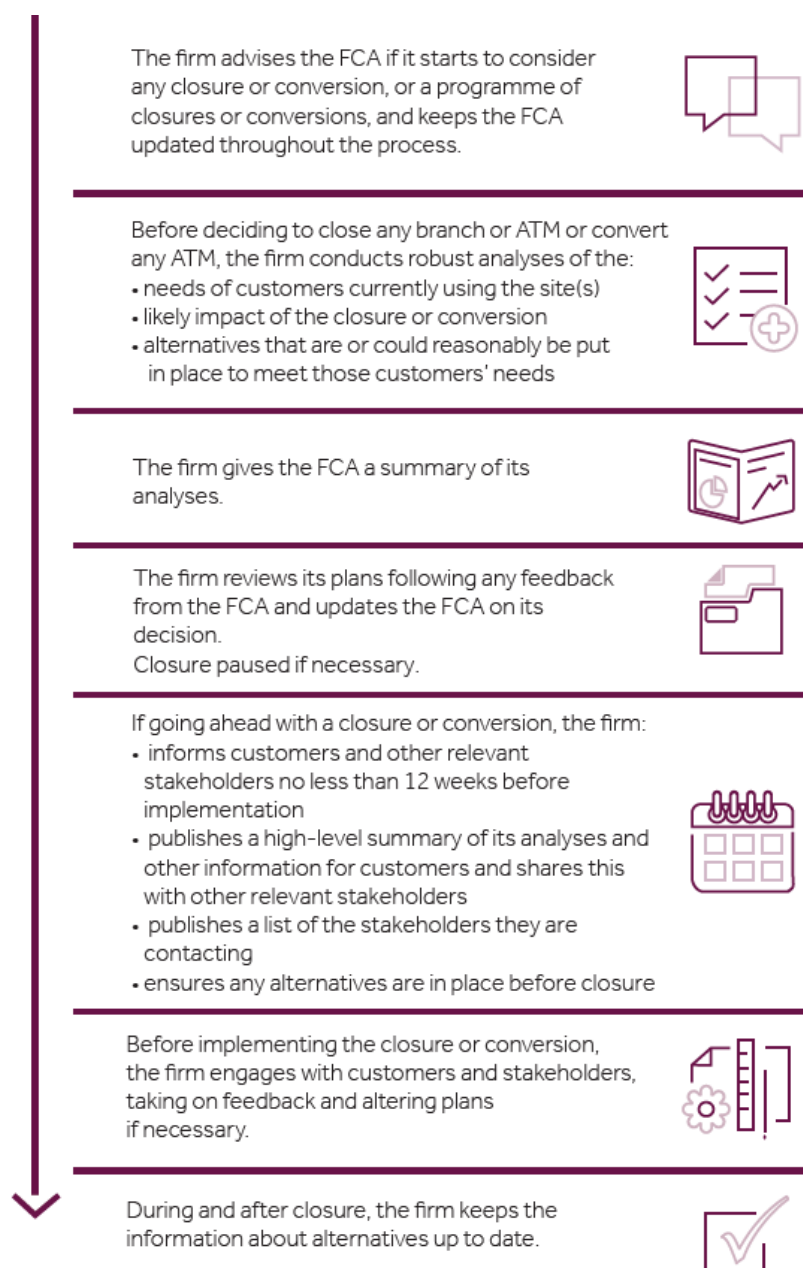 The firm advises the FCA if it starts to consider
any closure or conversion, or a programme of
closures or conversions, and keeps the FCA
updated throughout the process.
Before deciding to close any branch or ATM or convert
any ATM, the firm conducts robust analyses of the:
• needs of customers currently using the site(s)
• likely impact of the closure or conversion
• alternatives that are or could reasonably be put
in place to meet those customers' needs
The firm gives the FCA a summary of its
analyses.
The firm reviews its plans following any feedback
from the FCA and updates the FCA on its
decision.
Closure paused if necessary.
If going ahead with a closure or conversion, the firm:
• informs customers and other relevant
stakeholders no less than 12 weeks before
implementation
• publishes a high-level summary of its analyses and
other information for customers and shares this
with other relevant stakeholders
• publishes a list of the stakeholders they are
contacting
• ensures any alternatives are in place before closure
Before implementing the closure or conversion,
the firm engages with customers and stakeholders,
taking on feedback and altering plans
if necessary.
During and after closure, the firm keeps the
information about alternatives up to date.